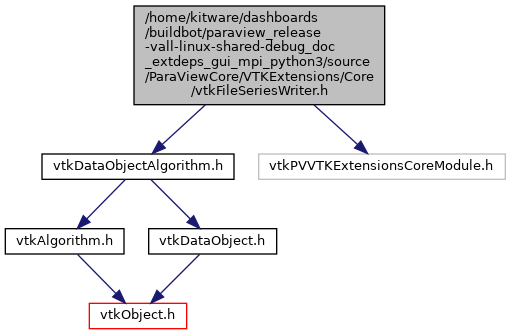 /home/kitware/dashboards
/buildbot/paraview_release
-vall-linux-shared-debug_doc
_extdeps_gui_mpi_python3/source
/ParaViewCore/VTKExtensions/Core
/vtkFileSeriesWriter.h
vtkDataObjectAlgorithm.h
vtkPVVTKExtensionsCoreModule.h
vtkAlgorithm.h
vtkDataObject.h
vtkObject.h